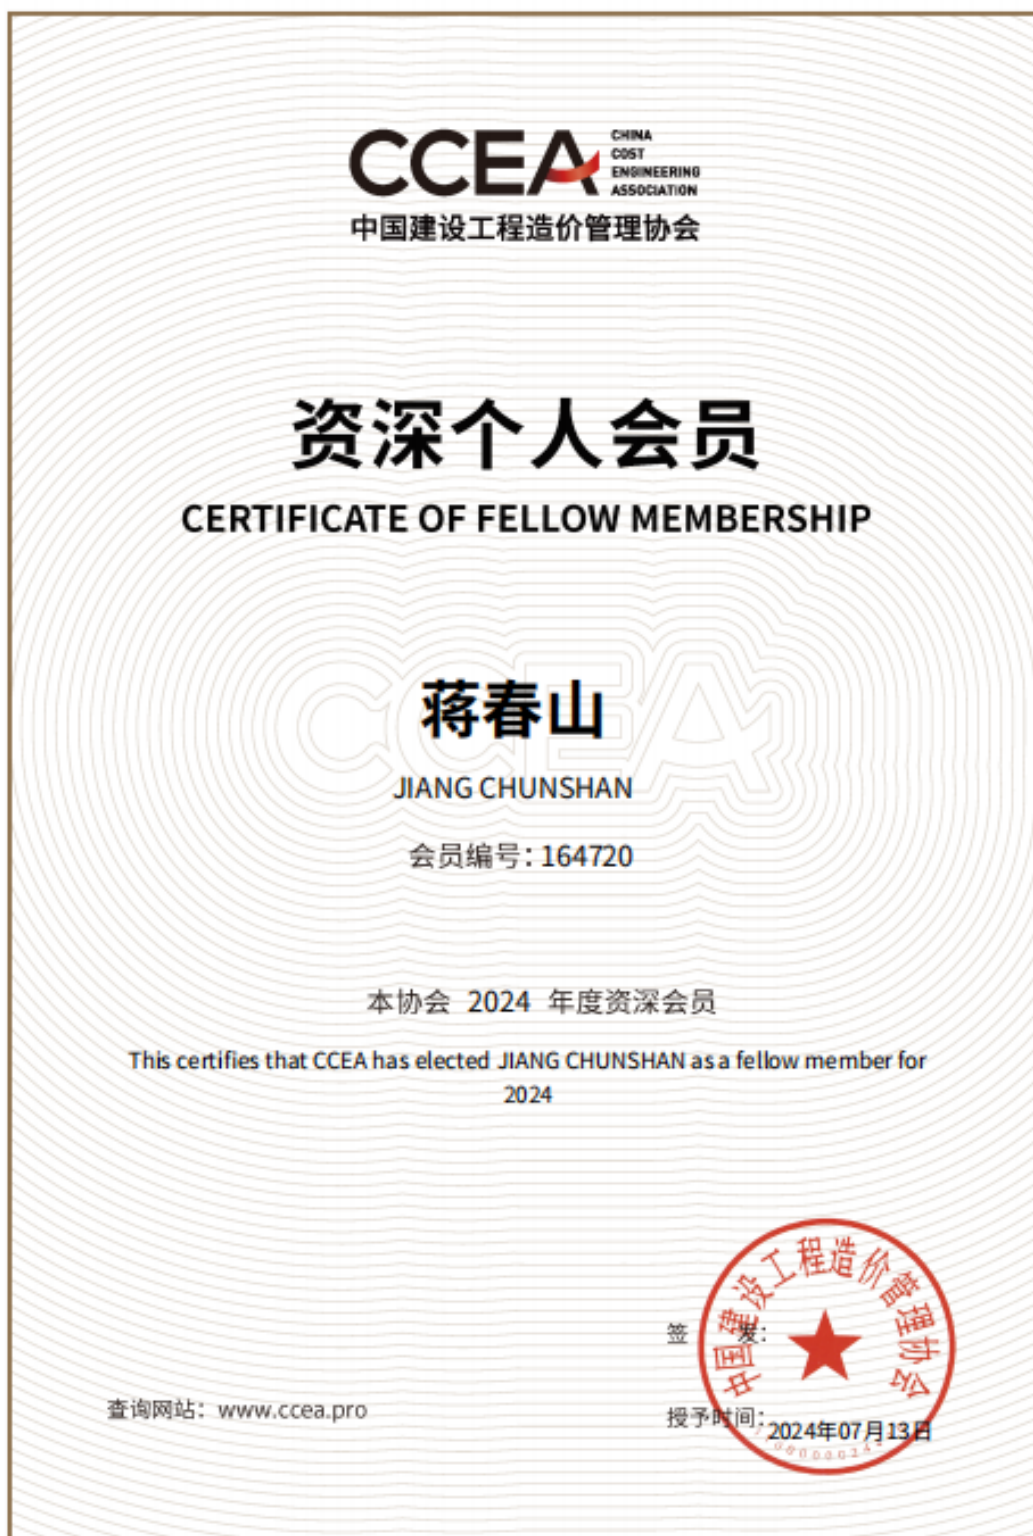 CCEA
CHINA
COST
ENGINEERING
ASSOCIATION
中国建设工程造价管理协会
资深个人会员
CERTIFICATE OF FELLOW MEMBERSHIP
CCEA
蒋春山
JIANG CHUNSHAN
会员编号：164720
本协会 2024 年度资深会员
This certifies that CCEA has elected JIANG CHUNSHAN as a fellow member for
2024
中国建设工程造价管理协会
签 发：
查询网站：www.ccea.pro
授予时间：2024年07月13日